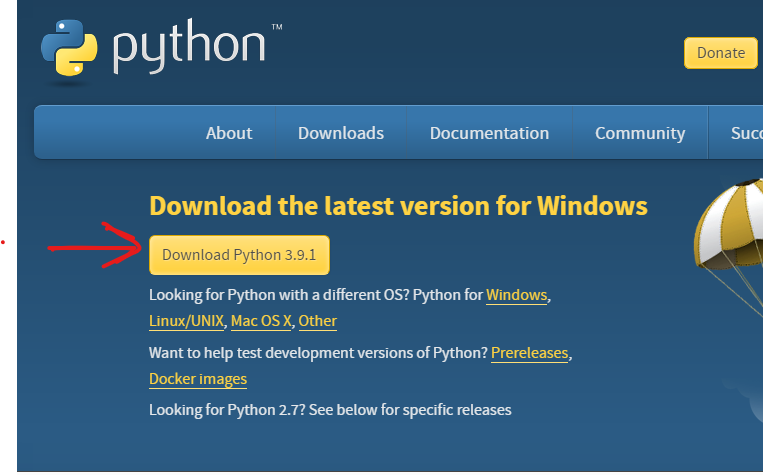 python™
Donate
About Downloads Documentation Community Succ
Download the latest version for Windows
Download Python 3.9.1
Looking for Python with a different OS? Python for Windows,
Linux/UNIX, Mac OS X, Other
Want to help test development versions of Python? Prereleases,
Docker images
Looking for Python 2.7? See below for specific releases